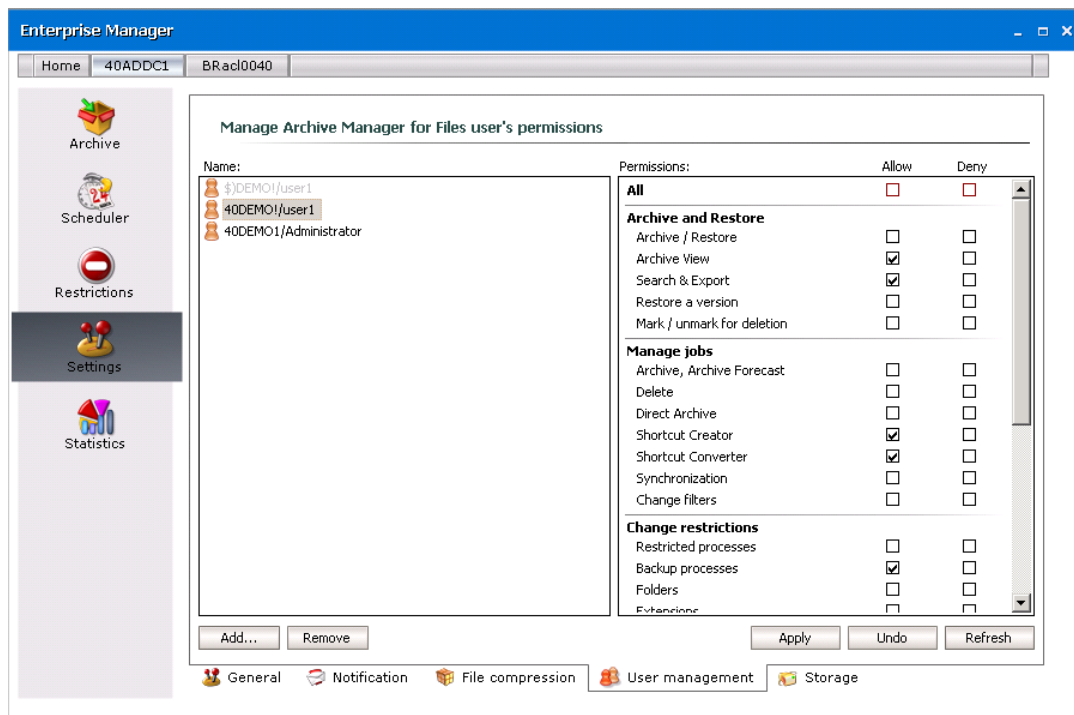 Enterprise Manager
Home 40ADDC1 BRacl0040
Archive
Scheduler
Restrictions
Settings
Statistics
Manage Archive Manager for Files user's permissions
Name:
$)DEMO!/user1
40DEMO!/user1
40DEMO1/Administrator
Permissions: Allow Deny
All
Archive and Restore
Archive / Restore
Archive View
Search & Export
Restore a version
Mark / unmark for deletion
Manage jobs
Archive, Archive Forecast
Delete
Direct Archive
Shortcut Creator
Shortcut Converter
Synchronization
Change filters
Change restrictions
Restricted processes
Backup processes
Folders
Extensions
Add... Remove Apply Undo Refresh
General Notification File compression User management Storage